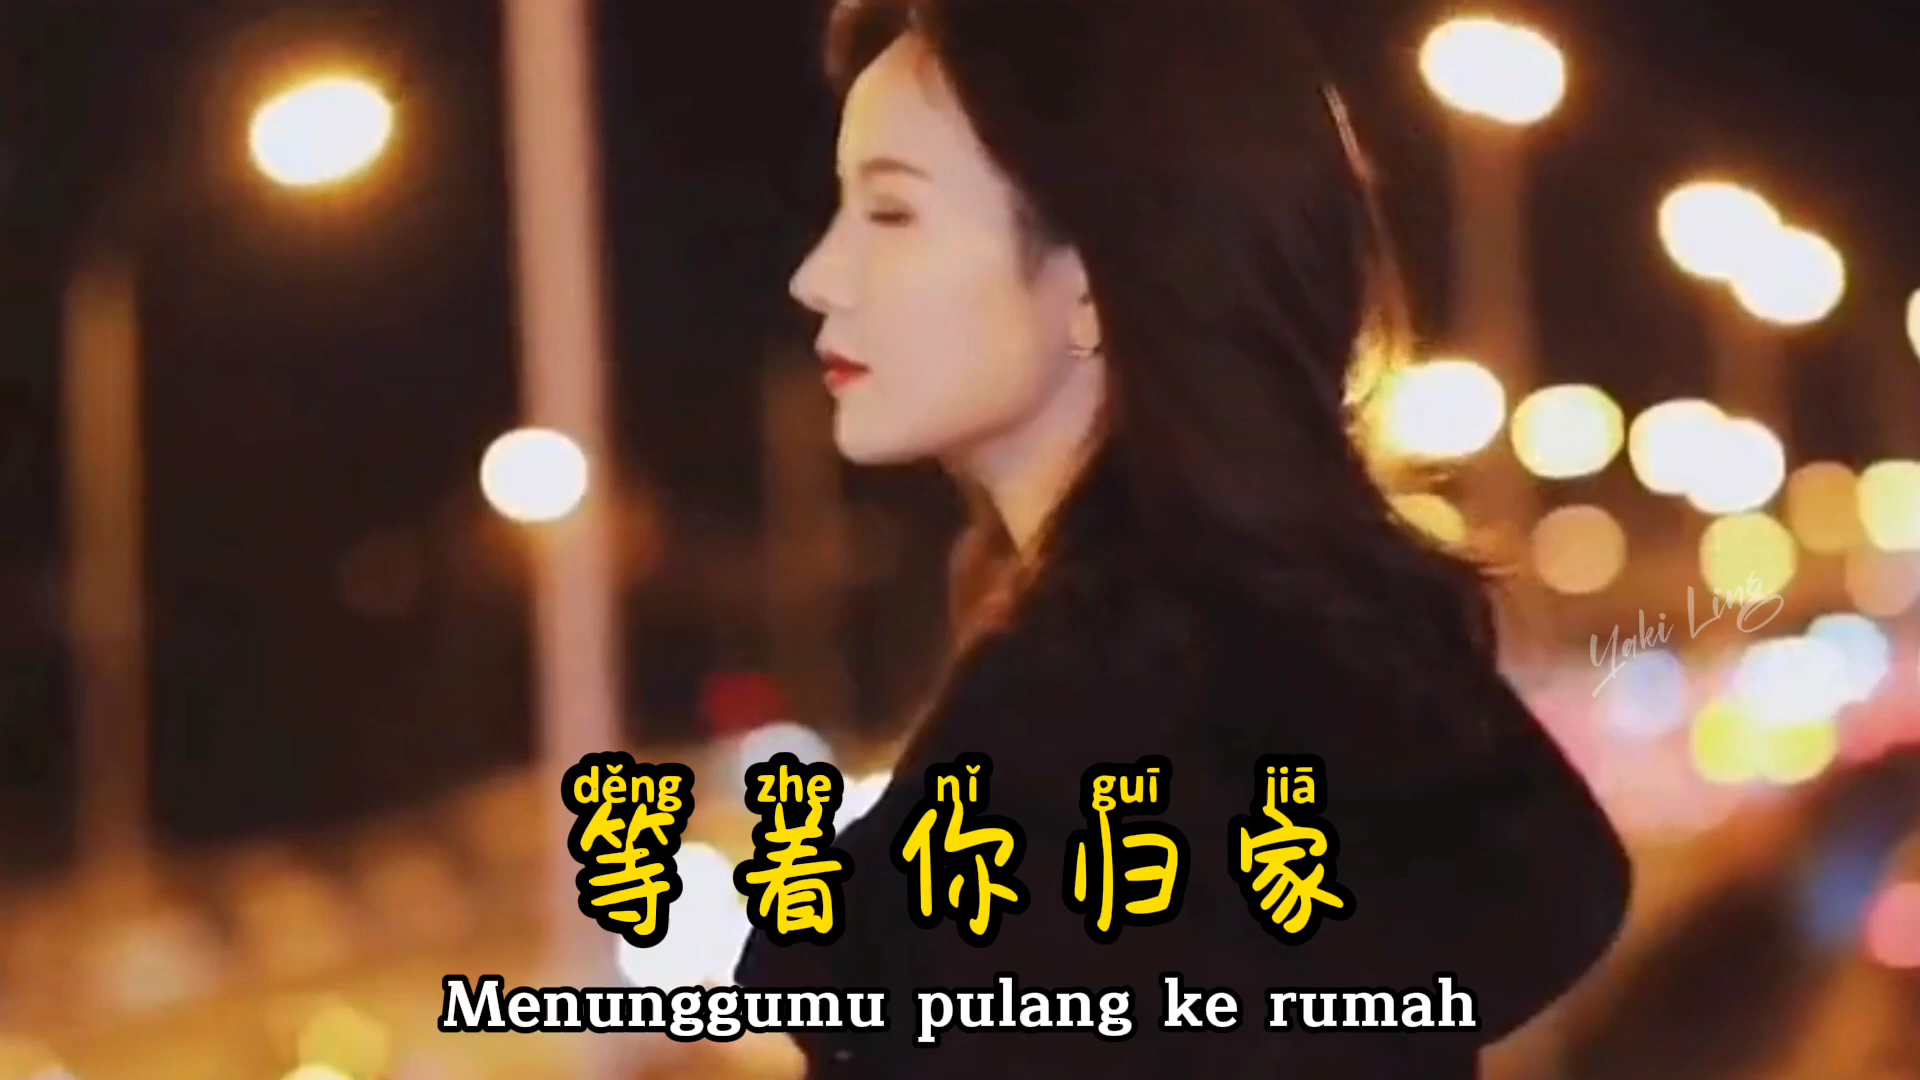 Yaki Ling
děng zhe nǐ guī jiā
等着你归家
Menunggumu pulang ke rumah